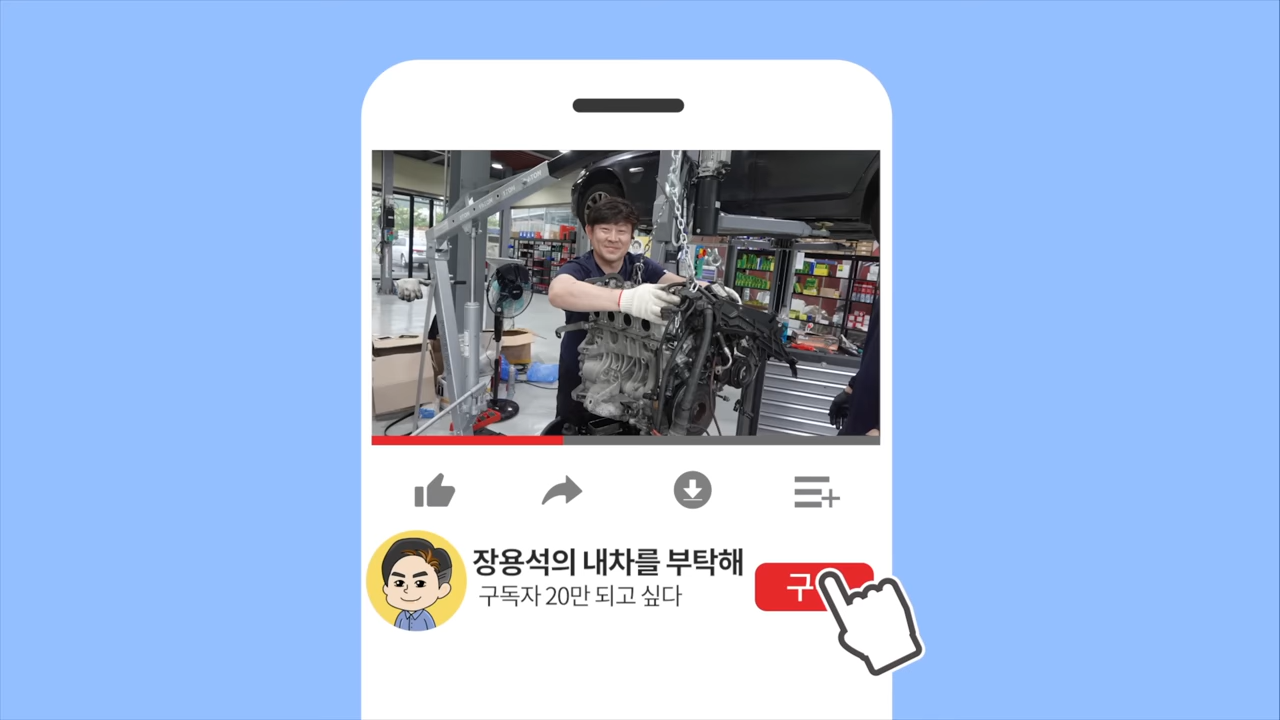 장용석의 내차를 부탁해
구독자 20만 되고 싶다
구